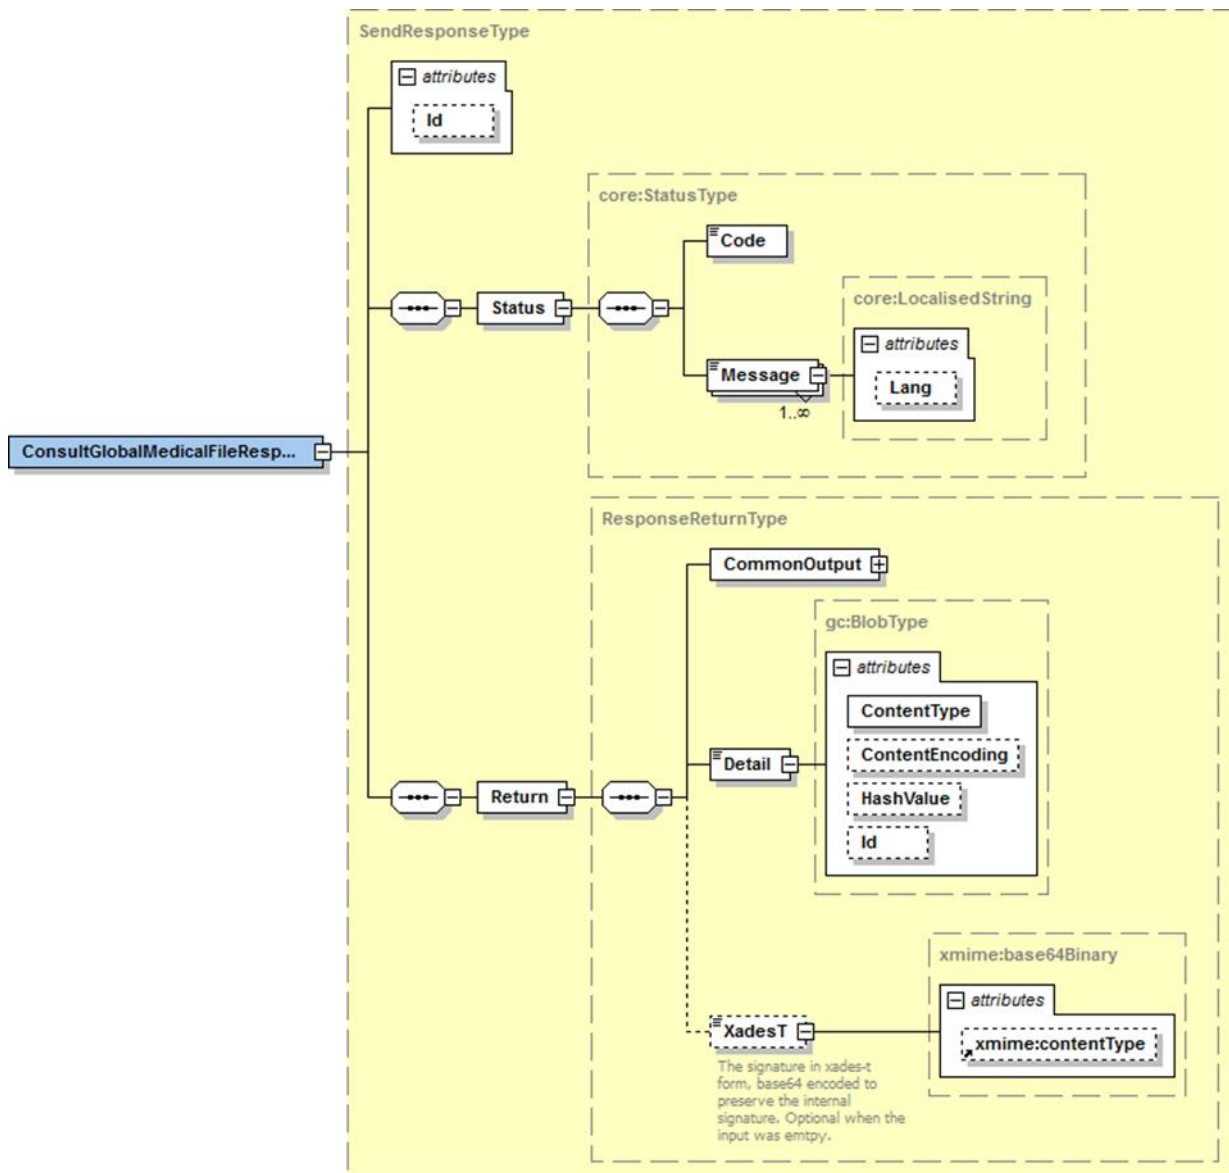 SendResponseType
attributes
Id
core:StatusType
Code
core:LocalisedString
attributes
Status
Message
Lang
1..∞
ConsultGlobalMedicalFileResp...
ResponseReturnType
CommonOutput
gc:BlobType
attributes
ContentType
ContentEncoding
Detail
HashValue
Return
Id
xmime:base64Binary
attributes
XadesT
xmime:contentType
The signature in xades-t
form, base64 encoded to
preserve the internal
signature. Optional when the
input was emtpy.